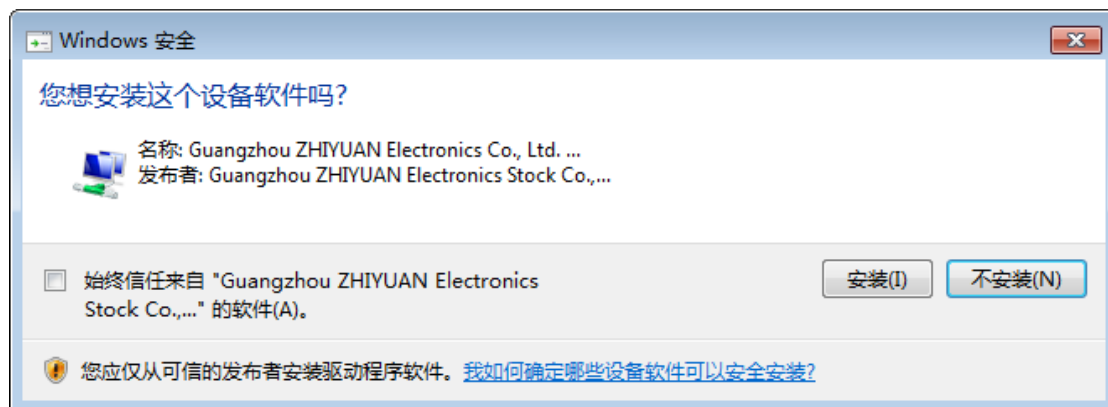 Windows 安全
您想安装这个设备软件吗?
名称: Guangzhou ZHIYUAN Electronics Co., Ltd. ...
发布者: Guangzhou ZHIYUAN Electronics Stock Co.,...
始终信任来自 "Guangzhou ZHIYUAN Electronics
Stock Co.,..." 的软件(A)。
安装(I)
不安装(N)
您应仅从可信的发布者安装驱动程序软件。我如何确定哪些设备软件可以安全安装?